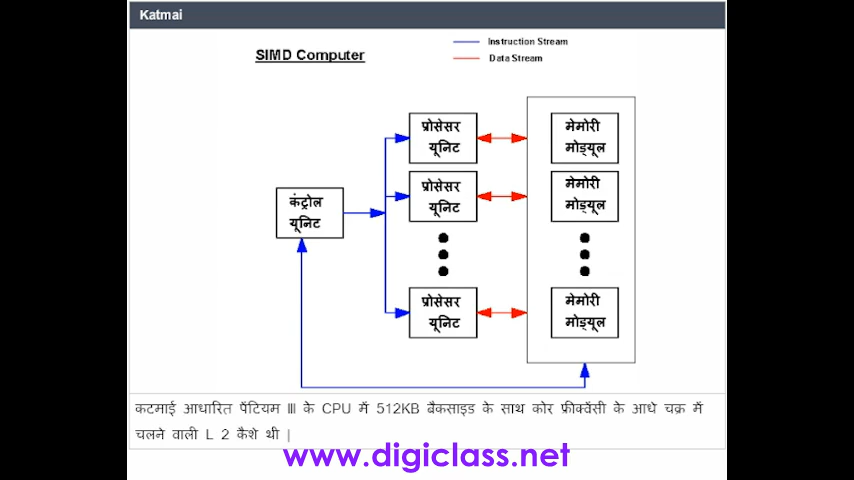 Katmai
SIMD Computer
Instruction Stream
Data Stream
प्रोसेसर
यूनिट
मेमोरी
मोड्यूल
प्रोसेसर
यूनिट
मेमोरी
मोड्यूल
कंट्रोल
यूनिट
प्रोसेसर
यूनिट
मेमोरी
मोड्यूल
कटमाई आधारित पेंटियम III के CPU में 512KB बैकसाइड के साथ कोर फ्रीक्वेंसी के आधे चक्र में
चलने वाली L 2 कैशे थी |
www.digiclass.net